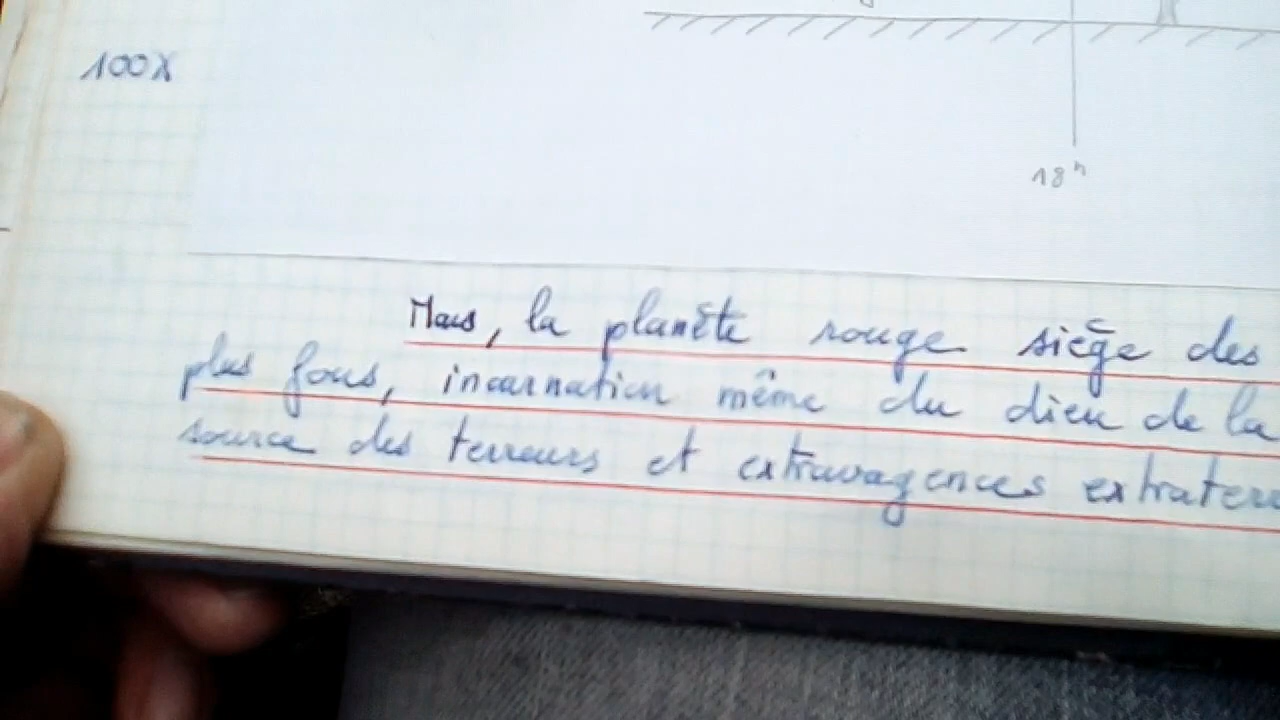 100X
18h
Mars, la planète rouge siège des
plus fous, incarnation même du dieu de la
source des terreurs et extravagences extraterr